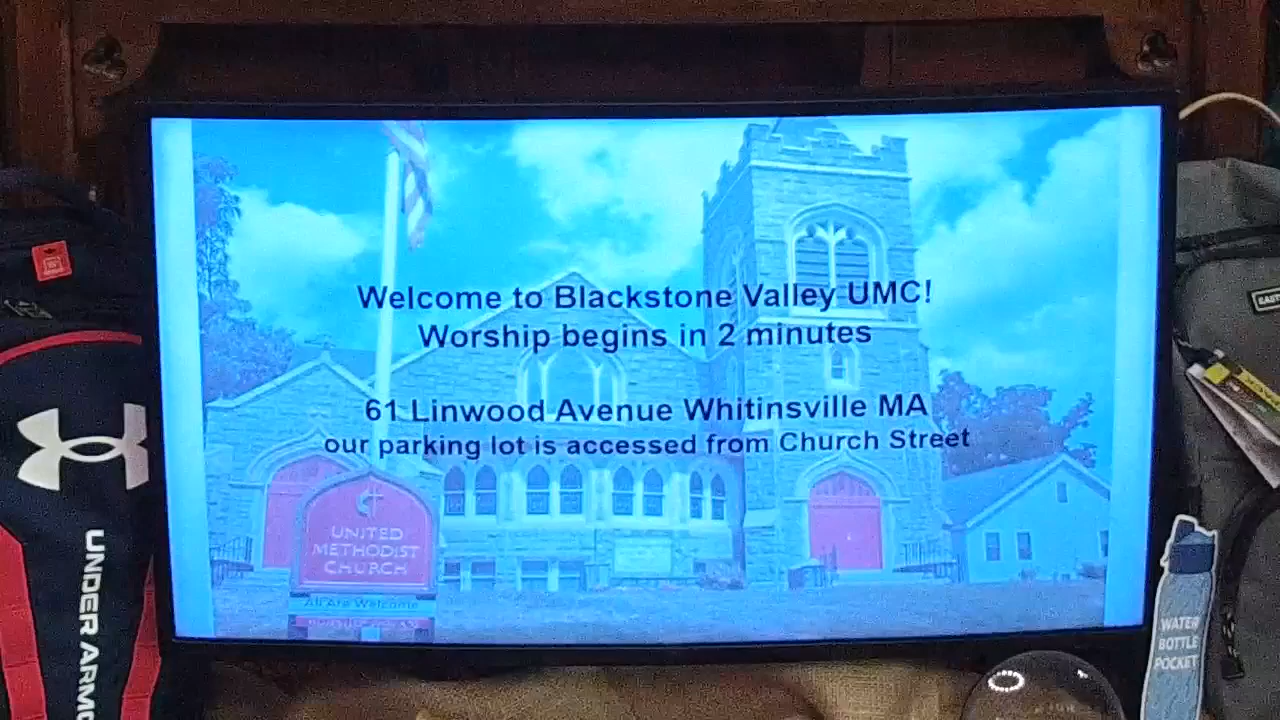 Welcome to Blackstone Valley UMC!
Worship begins in 2 minutes
61 Linwood Avenue Whitinsville MA
our parking lot is accessed from Church Street
UNITED
METHODIST
CHURCH
All Are Welcome
UNDER ARMO
WATER
BOTTLE
POCKET